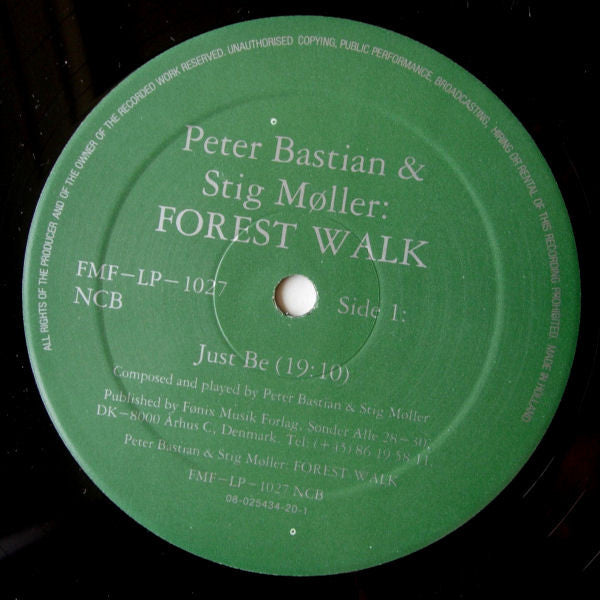 ALL RIGHTS OF THE PRODUCER AND OF THE OWNER OF THE RECORDED WORK RESERVED. UNAUTHORISED COPYING, PUBLIC PERFORMANCE, BROADCASTING, HIRING OR RENTAL OF THIS RECORDING PROHIBITED. MADE IN HOLLAND
Peter Bastian &
Stig Møller:
FOREST WALK
FMF–LP–1027
NCB
Side 1:
Just Be (19:10)
Composed and played by Peter Bastian & Stig Møller
Published by Fønix Musik Forlag, Sønder Alle 28–30,
DK–8000 Århus C, Denmark. Tel: (+45) 86 19 58 11.
Peter Bastian & Stig Møller: FOREST WALK
FMF–LP–1027 NCB
08-025434-20-1